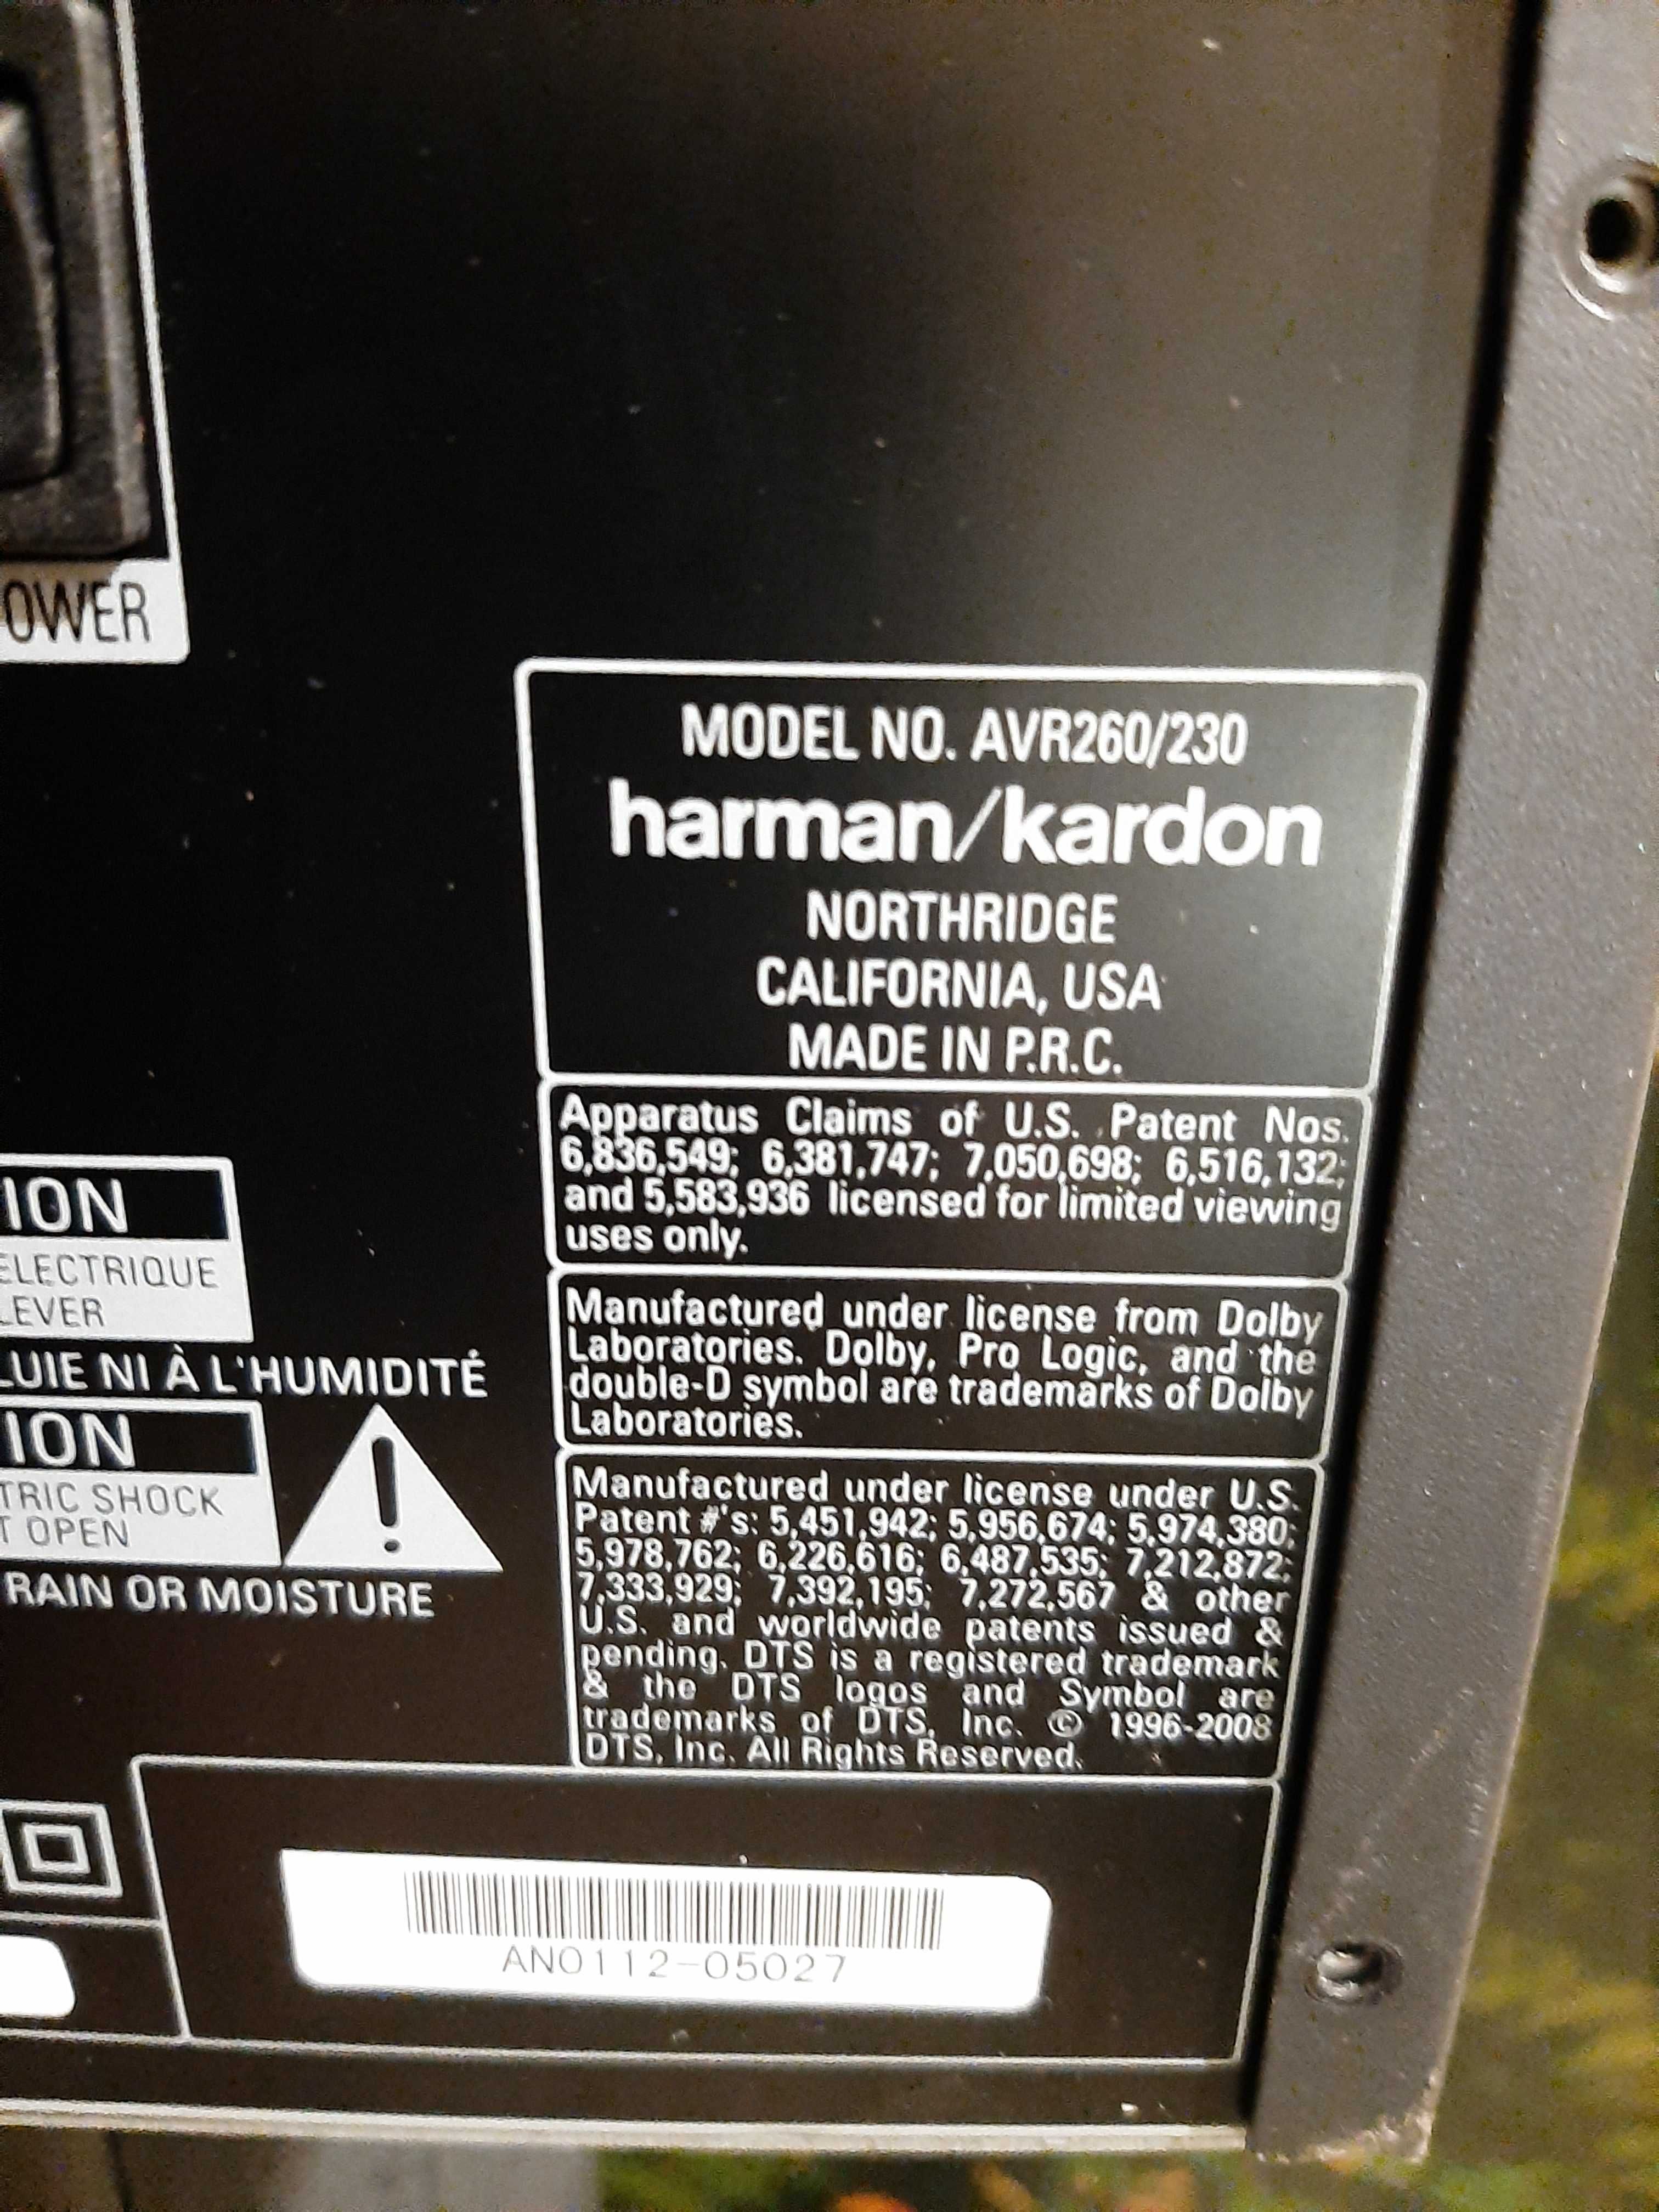 OWER
MODEL NO. AVR260/230
harman/kardon
NORTHRIDGE
CALIFORNIA, USA
MADE IN P.R.C.
Apparatus Claims of U.S. Patent Nos.
6,836,549; 6,381,747; 7,050,698; 6,516,132;
and 5,583,936 licensed for limited viewing
uses only.
Manufactured under license from Dolby
Laboratories. Dolby, Pro Logic, and the
double-D symbol are trademarks of Dolby
Laboratories.
Manufactured under license under U.S.
Patent #'s: 5,451,942; 5,956,674; 5,974,380;
5,978,762; 6,226,616; 6,487,535; 7,212,872;
7,333,929; 7,392,195; 7,272,567 & other
U.S. and worldwide patents issued &
pending. DTS is a registered trademark
& the DTS logos and Symbol are
trademarks of DTS, Inc. © 1996-2008
DTS, Inc. All Rights Reserved.
ION
ELECTRIQUE
LEVER
LUIE NI À L'HUMIDITÉ
ION
TRIC SHOCK
T OPEN
RAIN OR MOISTURE
AN0112-05027